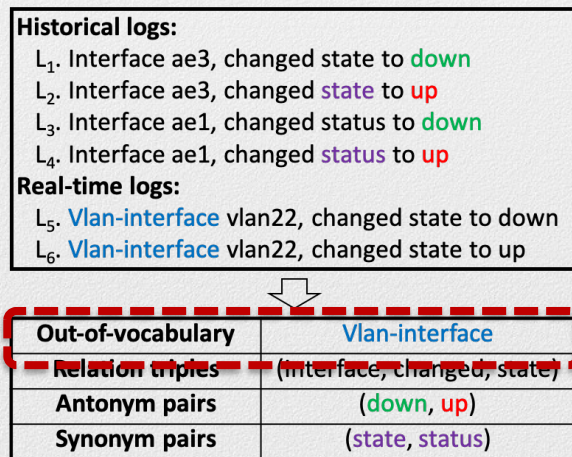 Historical logs:
L₁. Interface ae3, changed state to down
L₂. Interface ae3, changed state to up
L₃. Interface ae1, changed status to down
L₄. Interface ae1, changed status to up
Real-time logs:
L₅. Vlan-interface vlan22, changed state to down
L₆. Vlan-interface vlan22, changed state to up
Out-of-vocabulary Vlan-interface
Relation triples (interface, changed, state)
Antonym pairs (down, up)
Synonym pairs (state, status)